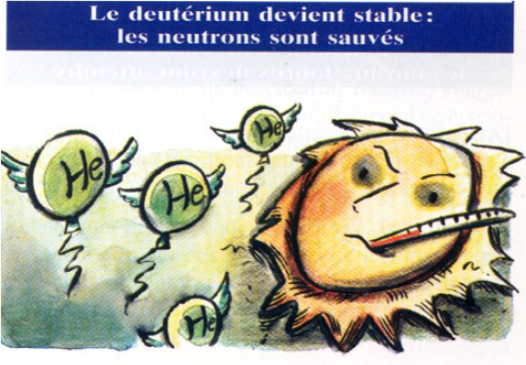 Le deutérium devient stable:
les neutrons sont sauvés
He
He
He
He